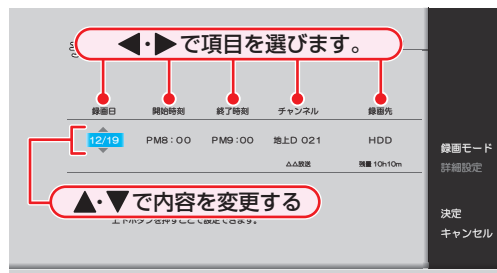 ◀・▶で項目を選びます。
録画日 開始時刻 終了時刻 チャンネル 録画先
12/19 PM8:00 PM9:00 地上D 021 HDD
△△放送 残量 10h10m
録画モード
詳細設定
▲・▼で内容を変更する
決定
キャンセル